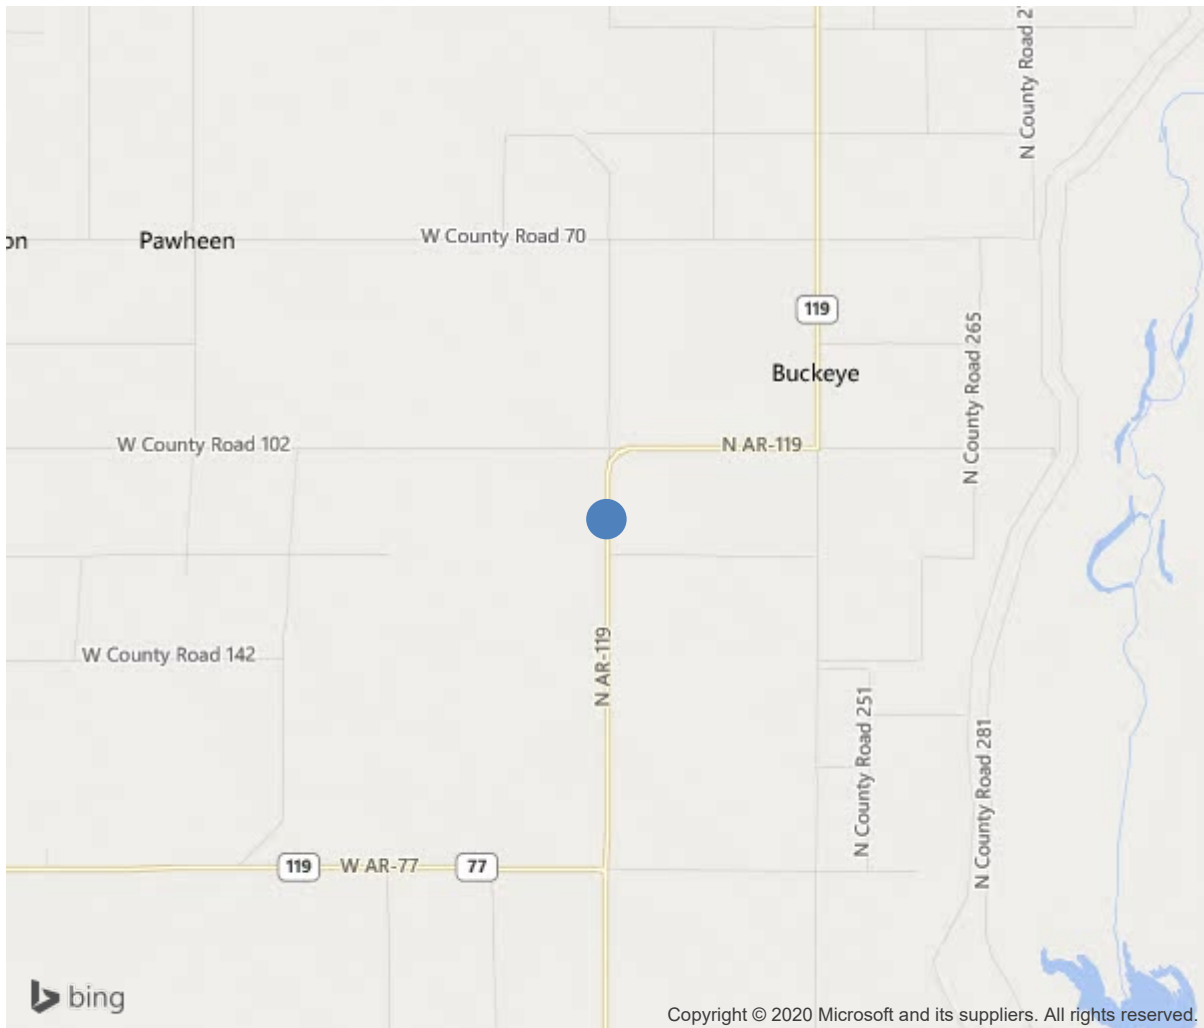 N County Road 2
on
Pawheen
W County Road 70
119
N County Road 265
Buckeye
W County Road 102
N AR-119
N AR-119
W County Road 142
N County Road 251
N County Road 281
119
W AR-77
77
bing
Copyright © 2020 Microsoft and its suppliers. All rights reserved.